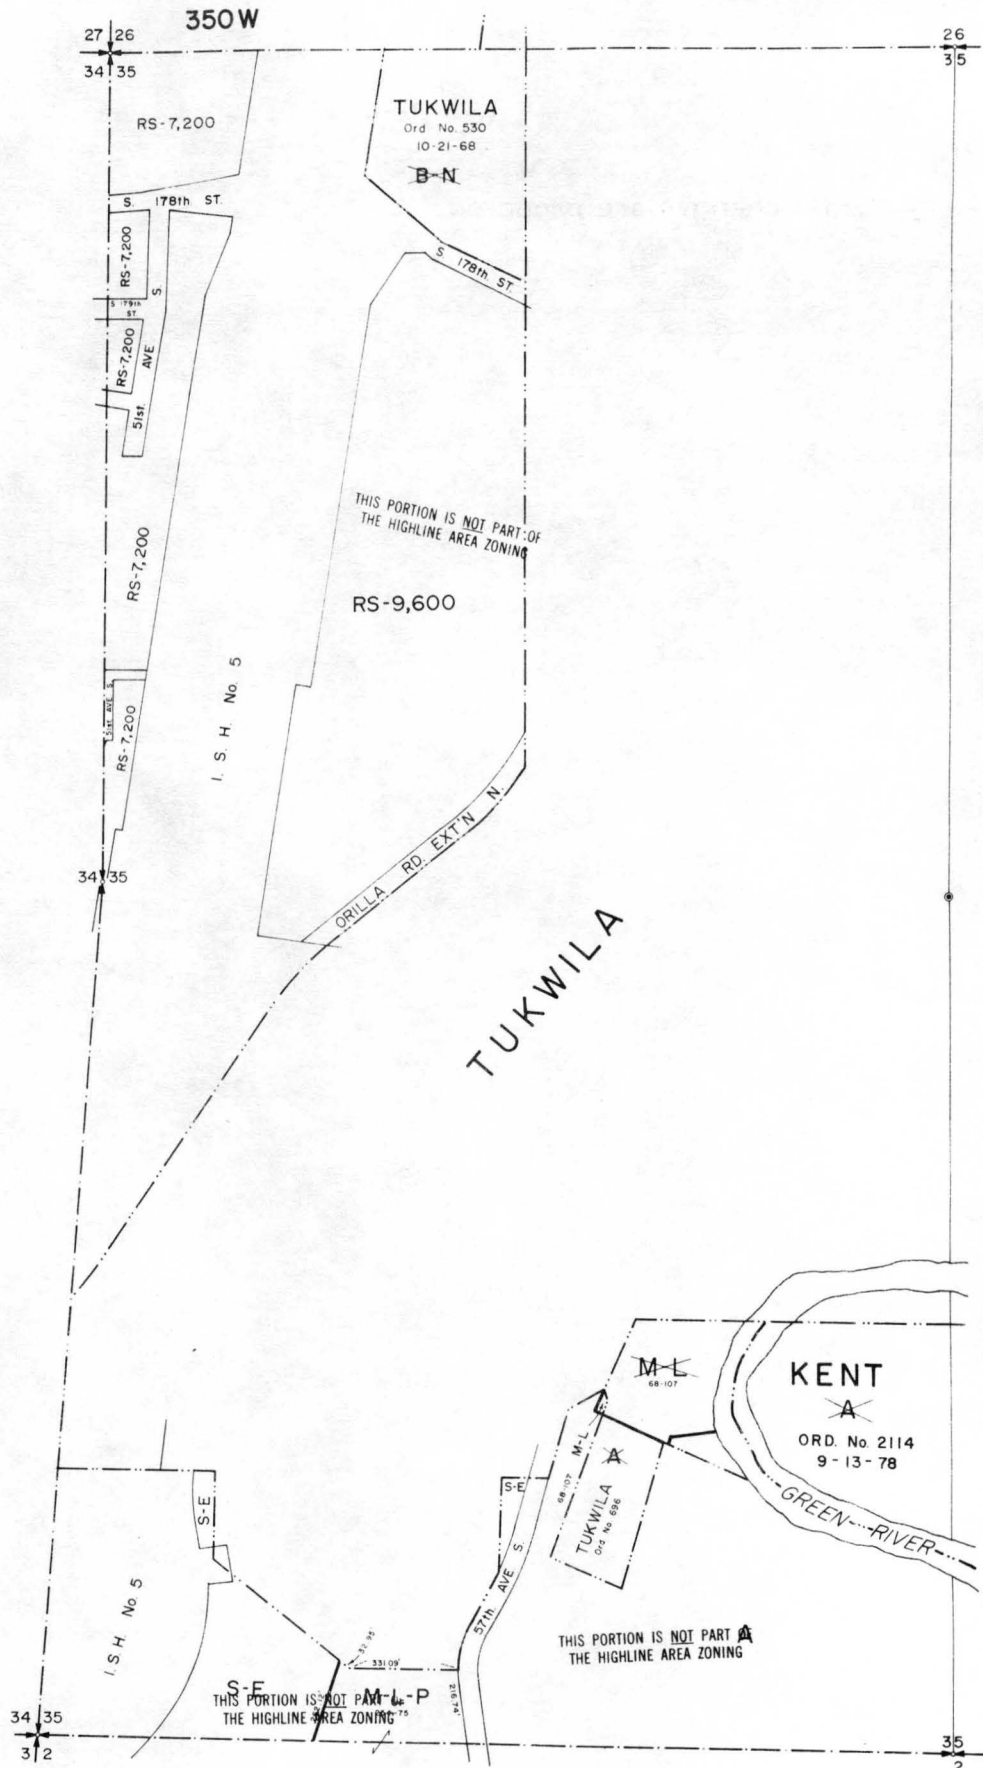 350W
27 26
34 35
26
35
RS-7,200
TUKWILA
Ord No. 530
10-21-68
B-N
S. 178th ST.
RS-7,200
S 179th
ST.
RS-7,200
51st. AVE S.
S 178th ST.
THIS PORTION IS NOT PART OF
THE HIGHLINE AREA ZONING
RS-7,200
RS-9,600
I. S. H. No. 5
51st AVE S.
RS-7,200
ORILLA RD. EXT'N N.
34 35
TUKWILA
M-L
68-107
KENT
A
ORD. No. 2114
9-13-78
GREEN RIVER
68-107 M-L
A
TUKWILA
Ord No. 696
S-E
S-E
57th. AVE S.
I.S.H. No. 5
THIS PORTION IS NOT PART
THE HIGHLINE AREA ZONING
32.95'
331.09'
216.74'
S-E
M-L-P
THIS PORTION IS NOT PART OF
THE HIGHLINE AREA ZONING
34 35
3 2
35
2